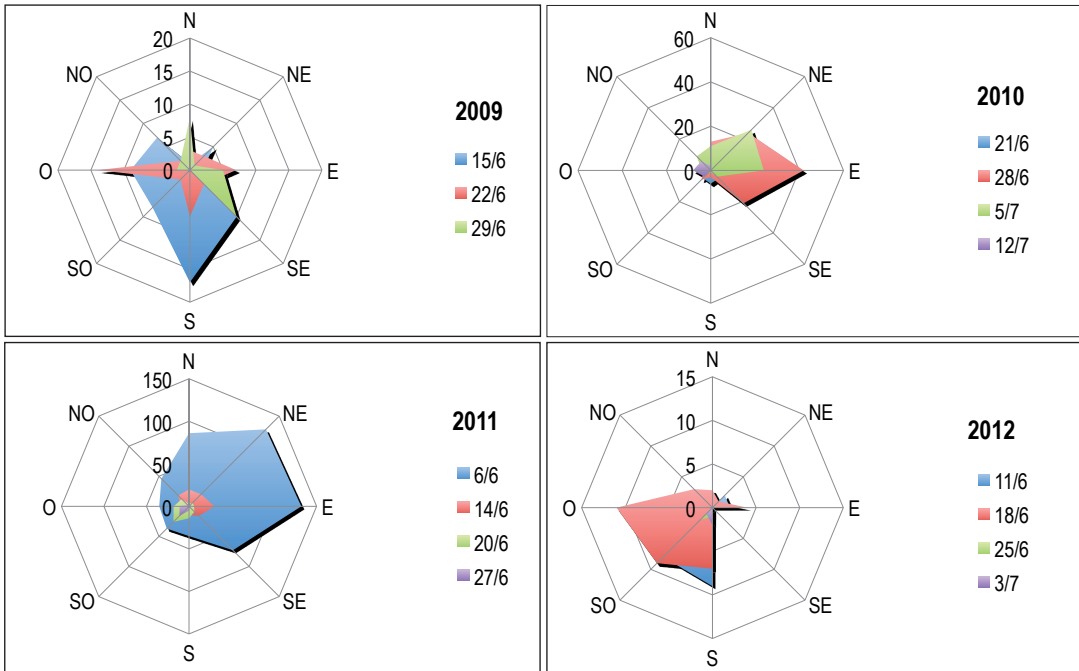 N
20
15
10
5
0
NO
NE
O
E
SO
SE
S
2009
15/6
22/6
29/6
N
60
40
20
0
NO
NE
O
E
SO
SE
S
2010
21/6
28/6
5/7
12/7
N
150
100
50
0
NO
NE
O
E
SO
SE
S
2011
6/6
14/6
20/6
27/6
N
15
10
5
0
NO
NE
O
E
SO
SE
S
2012
11/6
18/6
25/6
3/7